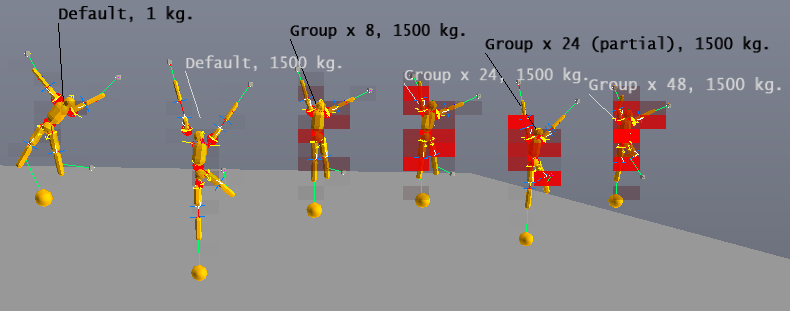 Default, 1 kg.
Default, 1500 kg.
Group x 8, 1500 kg.
Group x 24, 1500 kg.
Group x 24 (partial), 1500 kg.
Group x 48, 1500 kg.